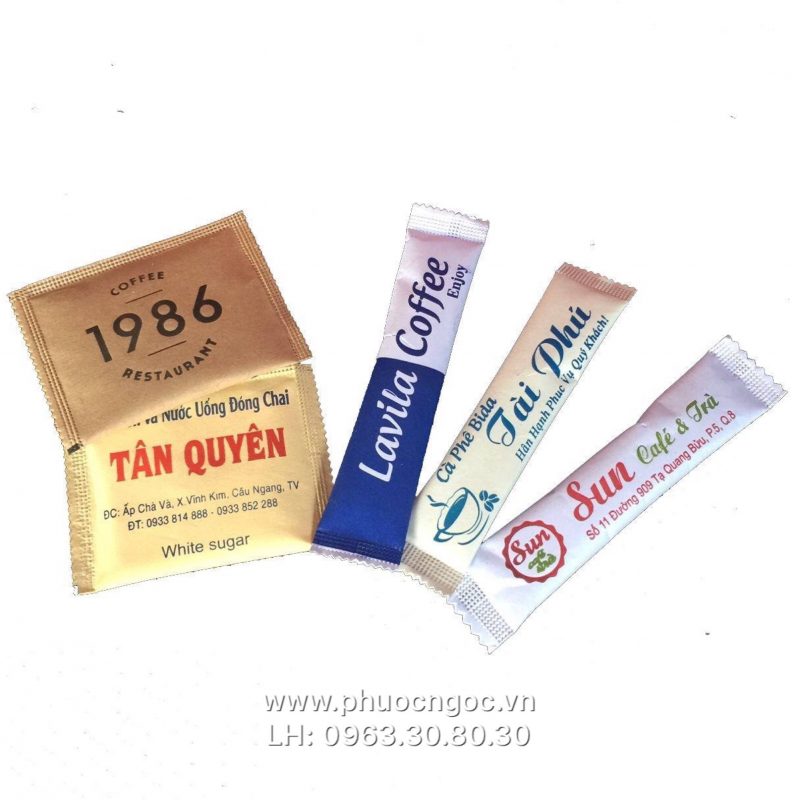 COFFEE
1986
RESTAURANT
Và Nước Uống Đóng Chai
TÂN QUYÊN
ĐC: Ấp Chà Và, X.Vĩnh Kim. Cầu Ngang, TV
ĐT: 0933 814 888 - 0933 852 288
White sugar
Lavila Coffee
Enjoy
Cà Phê Bida
Tài Phú
Hân Hạnh Phục Vụ Quý Khách!
Sun Café & Trà
Số 11 Đường 909 Tạ Quang Bửu, P.5, Q.8
Sun
café
trà
www.phuocngoc.vn
LH: 0963.30.80.30